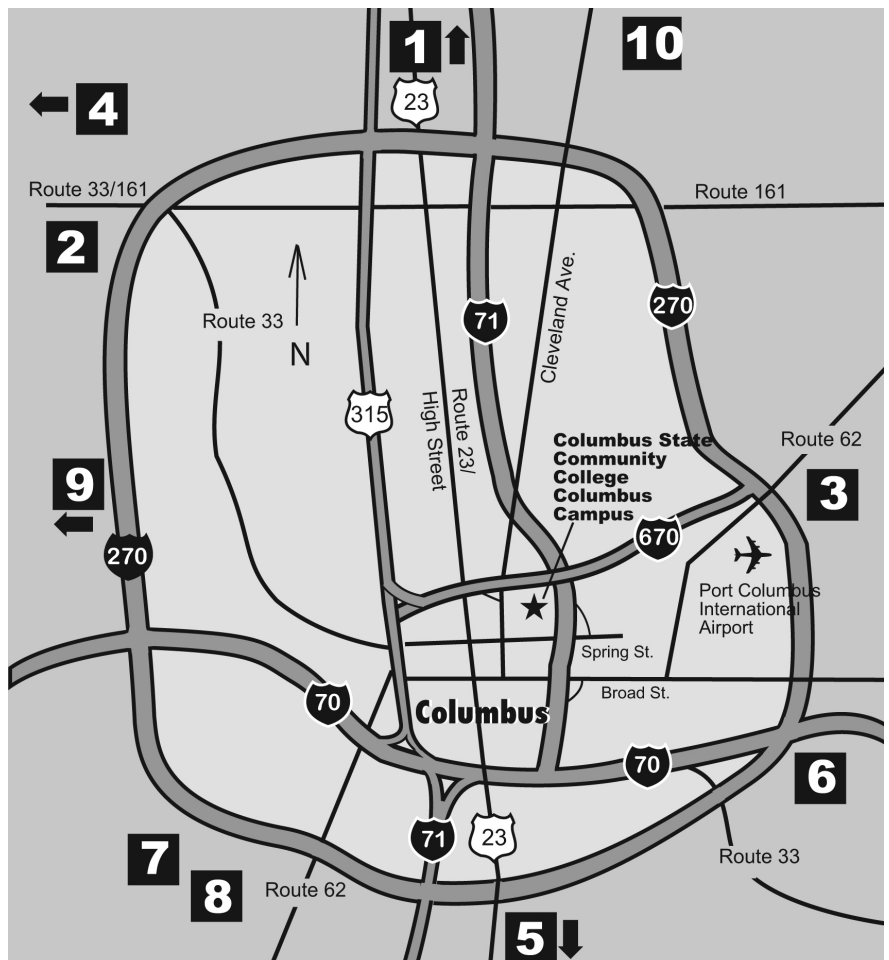 1
10
23
4
Route 33/161
Route 161
2
Cleveland Ave.
270
71
Route 33
N
315
Route 23/
High Street
Columbus State
Community
College
Columbus
Campus
Route 62
9
3
670
270
Port Columbus
International
Airport
Spring St.
Broad St.
70
Columbus
70
6
71
23
7
Route 33
8
Route 62
5